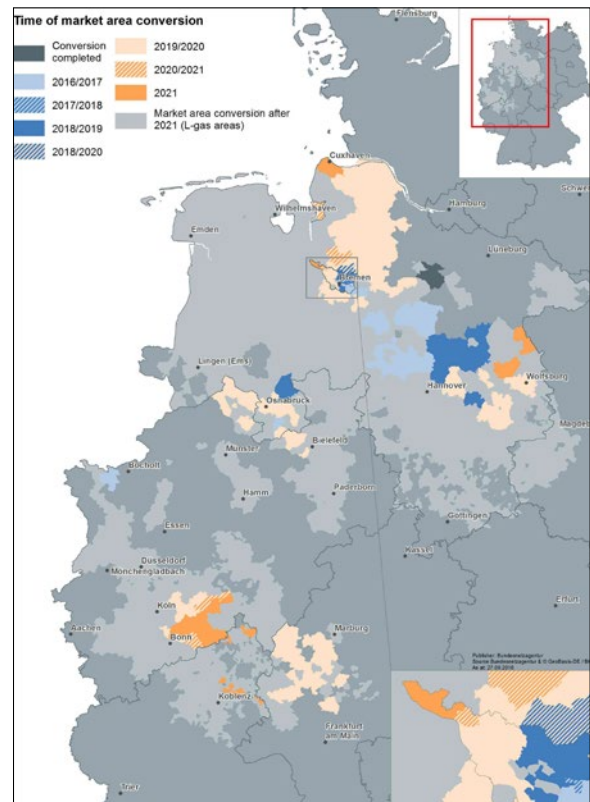 Time of market area conversion
Conversion
completed
2016/2017
2017/2018
2018/2019
2018/2020
2019/2020
2020/2021
2021
Market area conversion after
2021 (L-gas areas)
Flensburg
Cuxhaven
Wilhelmshaven
Emden
Hamburg
Schwe
Lüneburg
Bremen
Lingen (Ems)
Hannover
Wolfsburg
Osnabrück
Bielefeld
Magdeb
Münster
Bocholt
Hamm
Paderborn
Göttingen
Essen
Kassel
Düsseldorf
Mönchengladbach
Erfurt
Köln
Aachen
Bonn
Marburg
Publisher: Bundesnetzagentur
Koblenz
Frankfurt
am Main
Trier